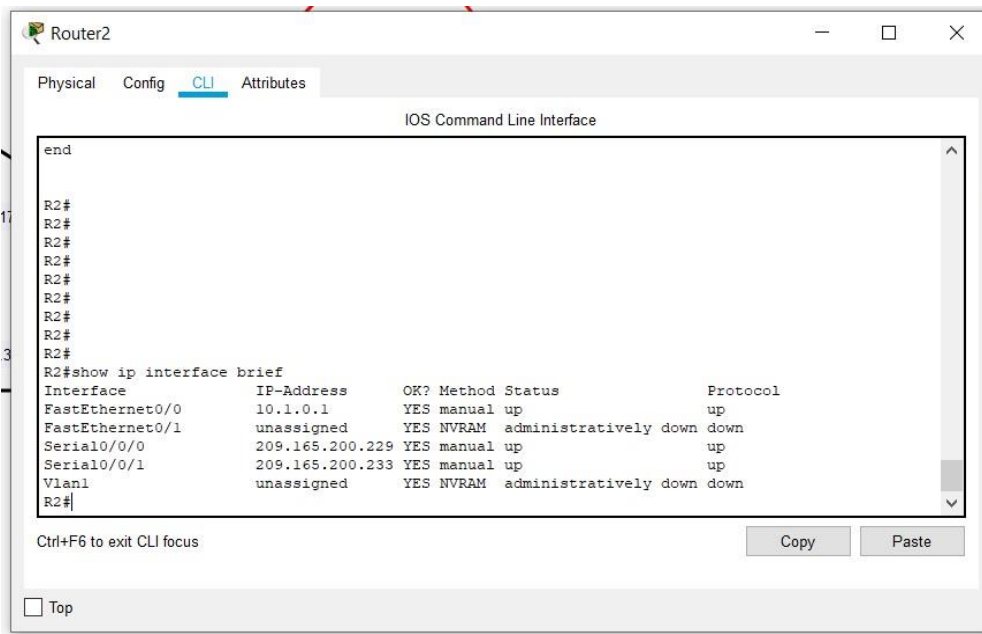 Router2
Physical Config CLI Attributes
IOS Command Line Interface
end
R2#
R2#
R2#
R2#
R2#
R2#
R2#
R2#
R2#
R2#show ip interface brief
Interface IP-Address OK? Method Status Protocol
FastEthernet0/0 10.1.0.1 YES manual up up
FastEthernet0/1 unassigned YES NVRAM administratively down down
Serial0/0/0 209.165.200.229 YES manual up up
Serial0/0/1 209.165.200.233 YES manual up up
Vlan1 unassigned YES NVRAM administratively down down
R2#
Ctrl+F6 to exit CLI focus
Copy Paste
Top